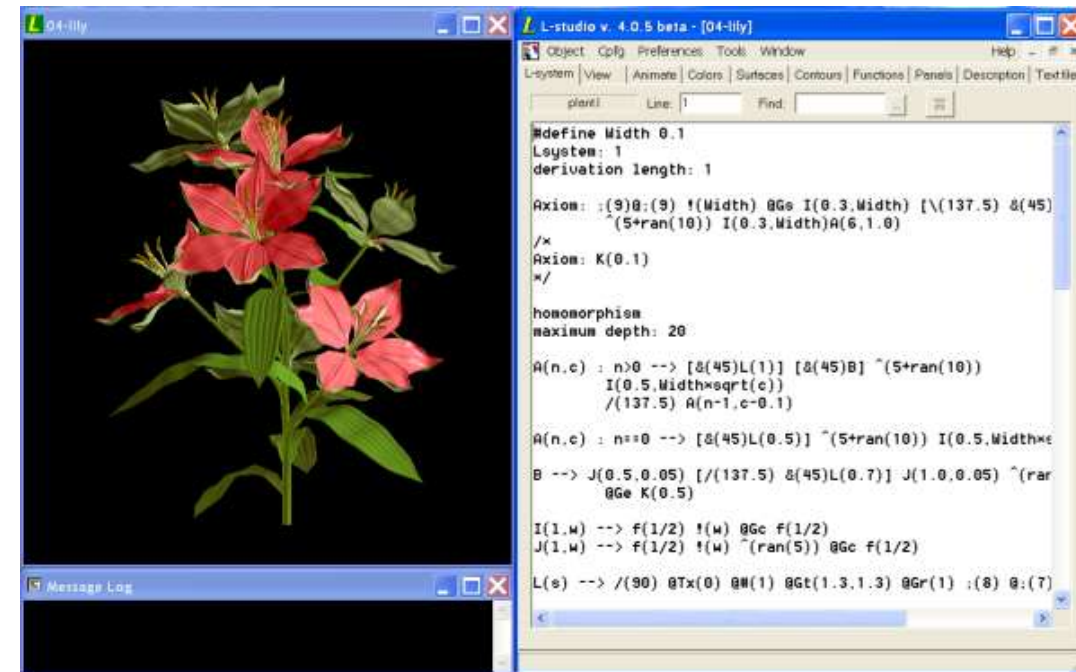 04-lily
L-studio v. 4.0.5 beta - [04-lily]
Object Cpfg Preferences Tools Window Help
L-system View Animate Colors Surfaces Contours Functions Panels Description Textfile
plant.l Line: 1 Find:
#define Width 0.1
Lsystem: 1
derivation length: 1
Axiom: ;(9)@;(9) !(Width) @Gs I(0.3,Width) [\(137.5) &(45)
^(5+ran(10)) I(0.3,Width)A(6,1.0)
/*
Axiom: K(0.1)
*/
homomorphism
maximum depth: 20
A(n,c) : n>0 --> [&(45)L(1)] [&(45)B] ^(5+ran(10))
I(0.5,Width*sqrt(c))
/(137.5) A(n-1,c-0.1)
A(n,c) : n==0 --> [&(45)L(0.5)] ^(5+ran(10)) I(0.5,Width*s
B --> J(0.5,0.05) [/(137.5) &(45)L(0.7)] J(1.0,0.05) ^(ran
@Ge K(0.5)
I(l,w) --> f(l/2) !(w) @Gc f(l/2)
J(l,w) --> f(l/2) !(w) ^(ran(5)) @Gc f(l/2)
L(s) --> /(90) @Tx(0) @#(1) @Gt(1.3,1.3) @Gr(1) ;(8) @;(7)
Message Log